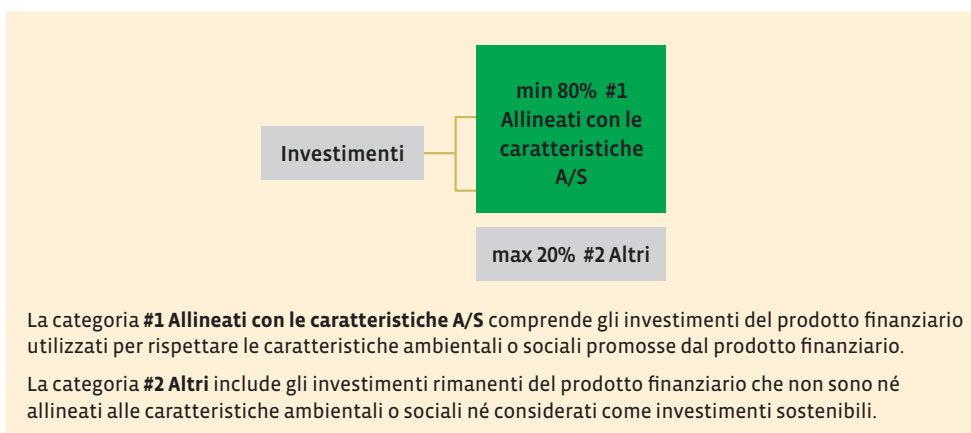 min 80% #1
Allineati con le
caratteristiche
A/S
Investimenti
max 20% #2 Altri
La categoria #1 Allineati con le caratteristiche A/S comprende gli investimenti del prodotto finanziario
utilizzati per rispettare le caratteristiche ambientali o sociali promosse dal prodotto finanziario.
La categoria #2 Altri include gli investimenti rimanenti del prodotto finanziario che non sono né
allineati alle caratteristiche ambientali o sociali né considerati come investimenti sostenibili.